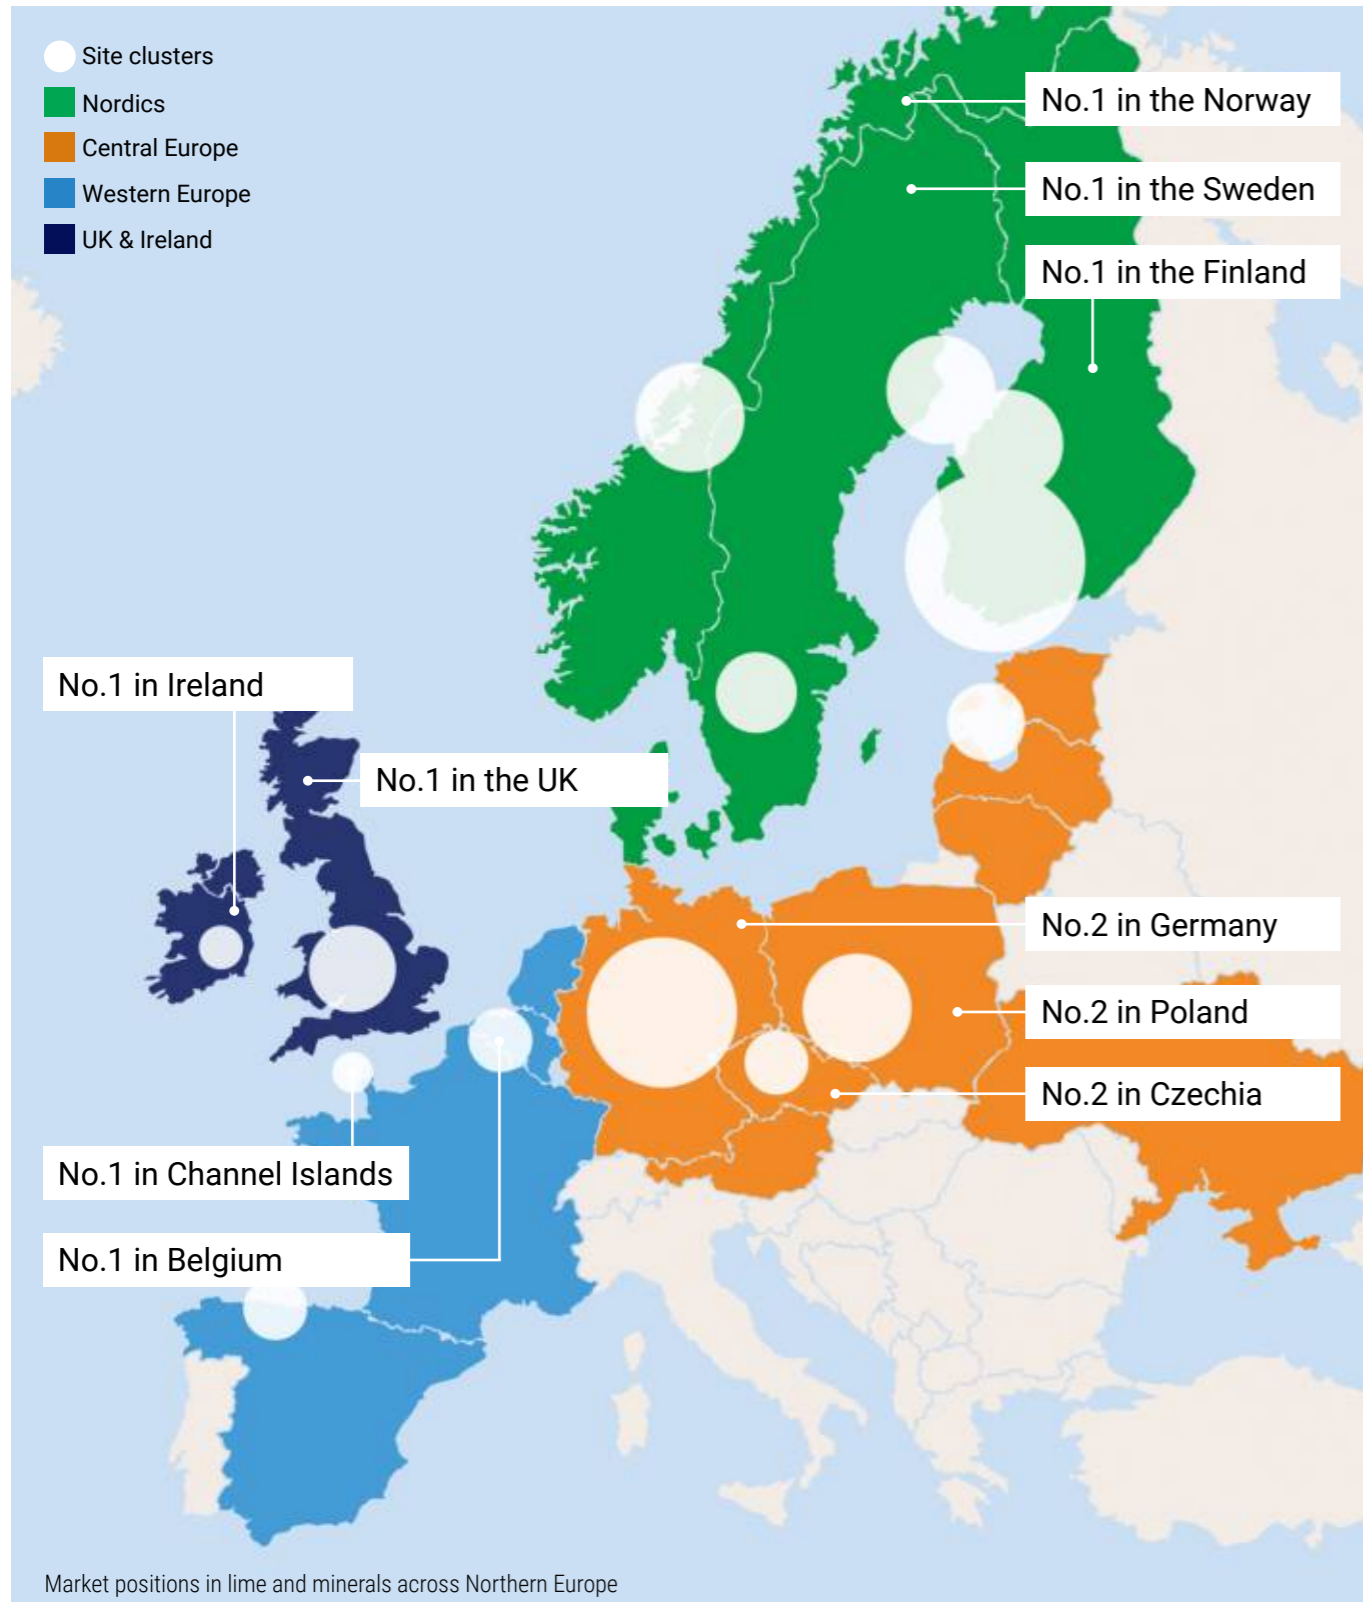 Site clusters
Nordics
Central Europe
Western Europe
UK & Ireland
No.1 in the Norway
No.1 in the Sweden
No.1 in the Finland
No.1 in Ireland
No.1 in the UK
No.2 in Germany
No.2 in Poland
No.2 in Czechia
No.1 in Channel Islands
No.1 in Belgium
Market positions in lime and minerals across Northern Europe